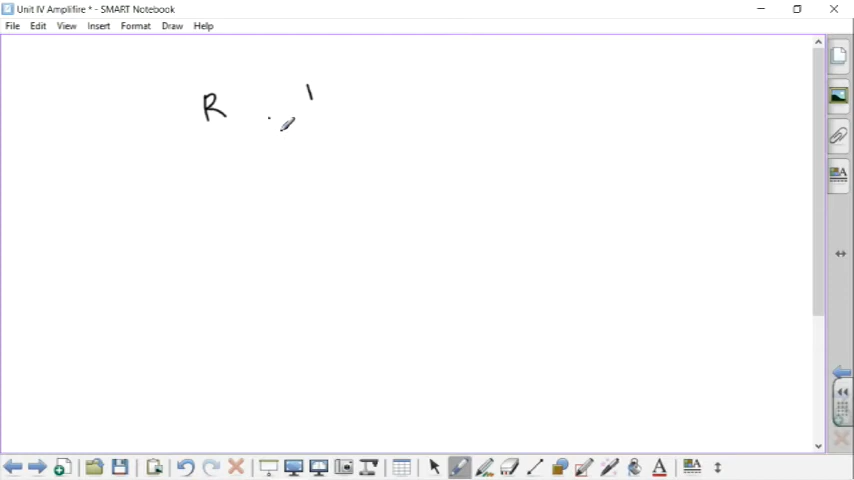 Unit IV Amplifire * - SMART Notebook
File Edit View Insert Format Draw Help
R